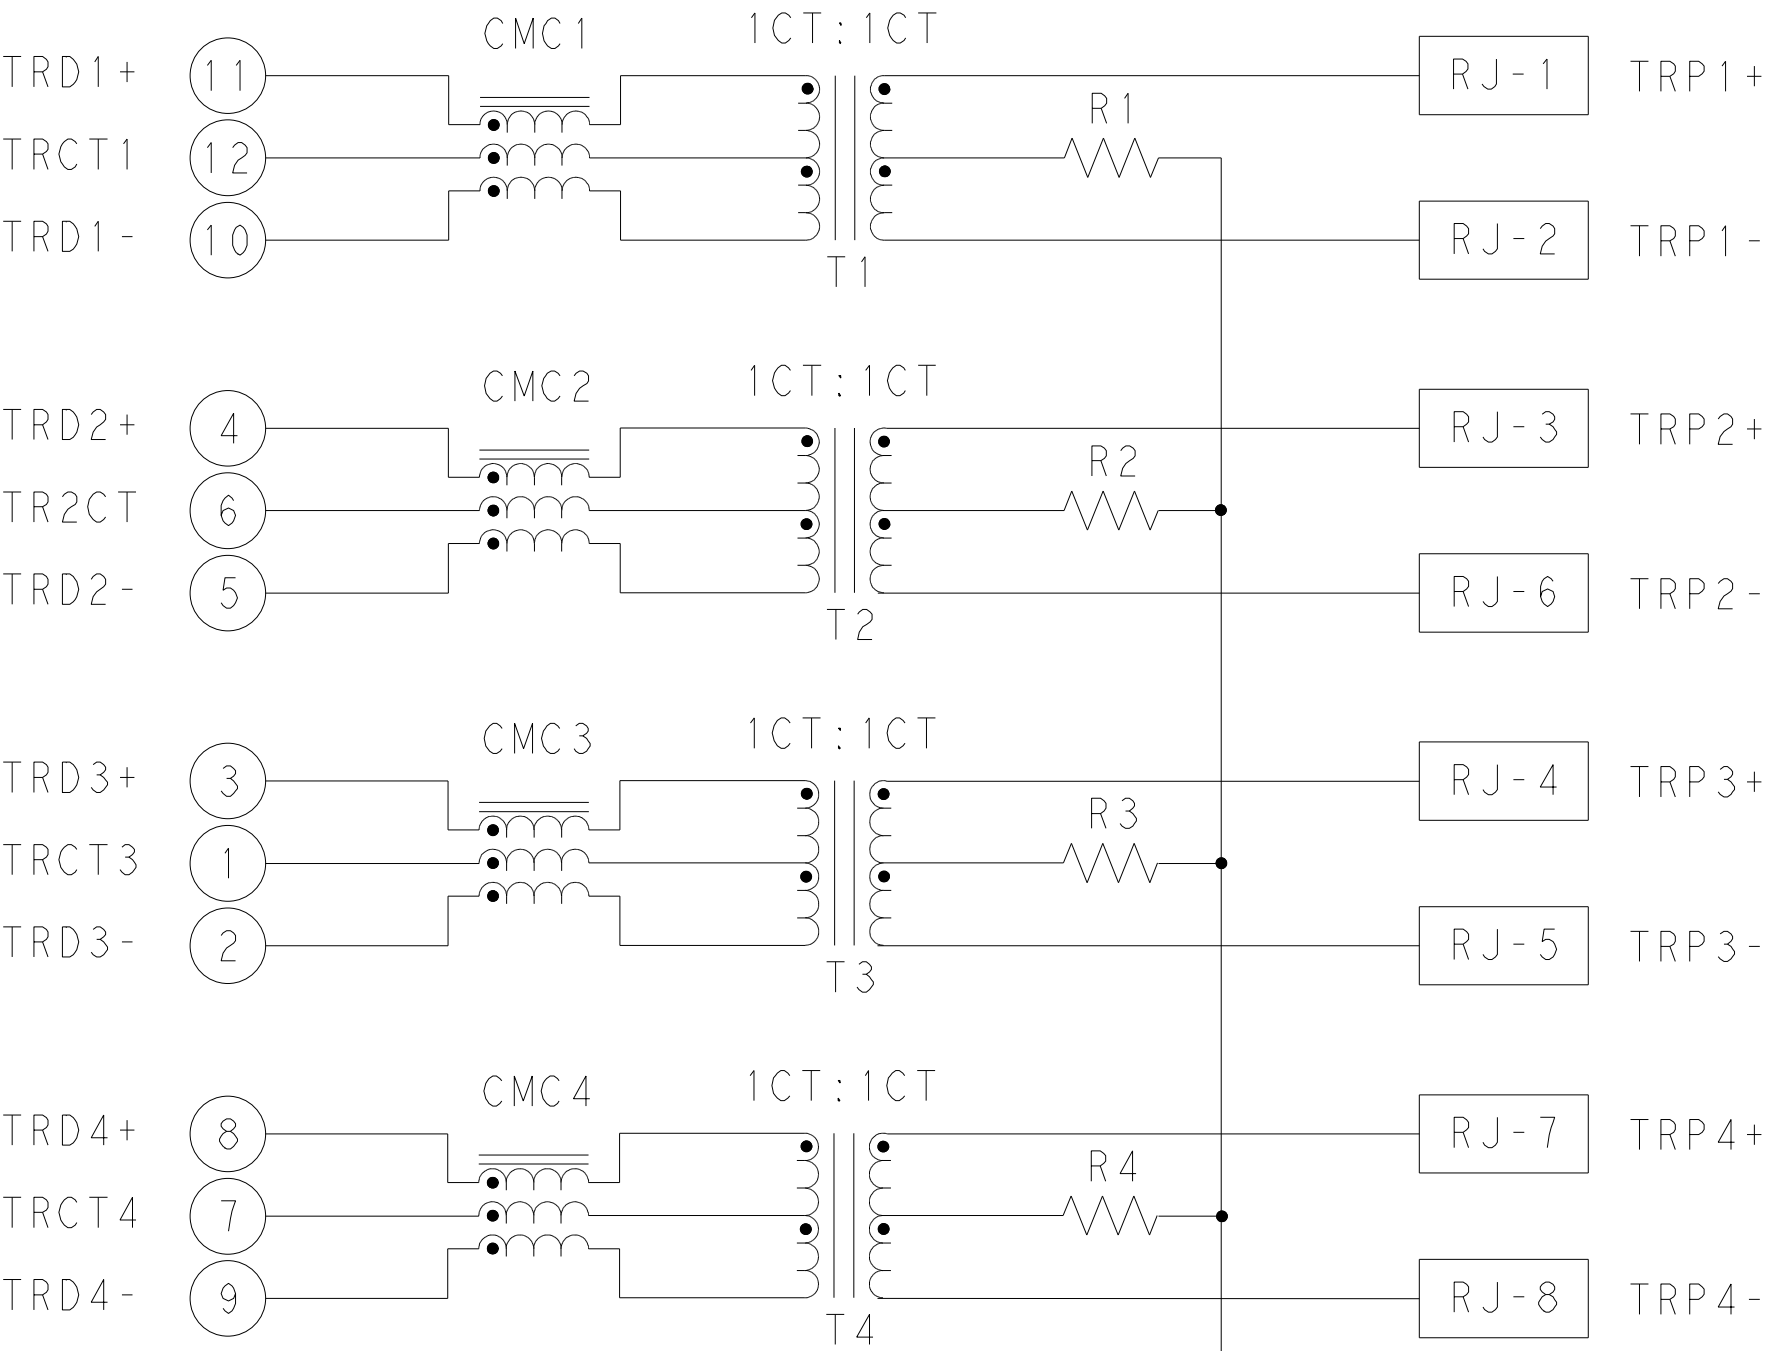 CMC1 1CT:1CT
TRD1+ 11 RJ-1 TRP1+
R1
TRCT1 12
TRD1- 10 RJ-2 TRP1-
T1
CMC2 1CT:1CT
TRD2+ 4 RJ-3 TRP2+
R2
TR2CT 6
TRD2- 5 RJ-6 TRP2-
T2
CMC3 1CT:1CT
TRD3+ 3 RJ-4 TRP3+
R3
TRCT3 1
TRD3- 2 RJ-5 TRP3-
T3
CMC4 1CT:1CT
TRD4+ 8 RJ-7 TRP4+
R4
TRCT4 7
TRD4- 9 RJ-8 TRP4-
T4